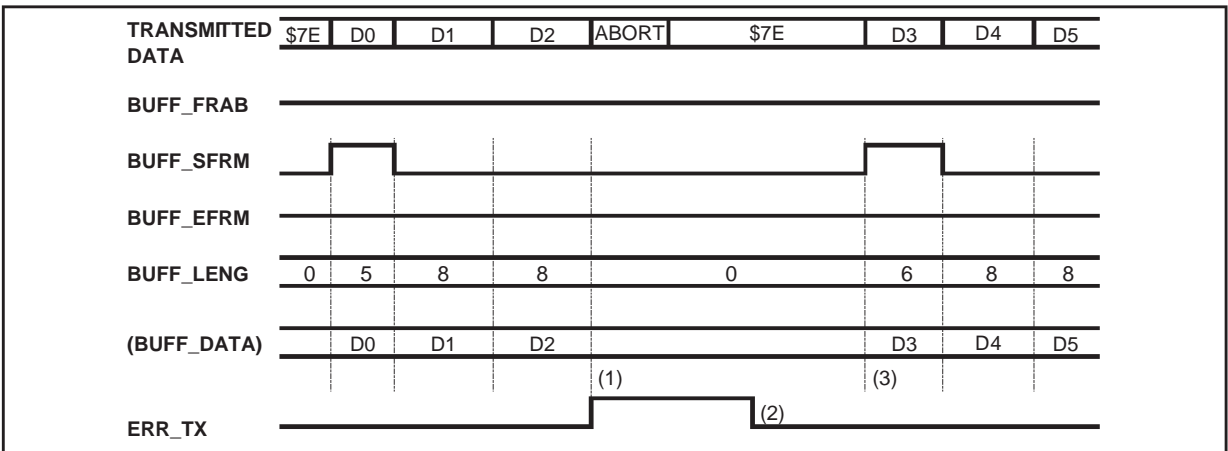 TRANSMITTED DATA $7E D0 D1 D2 ABORT $7E D3 D4 D5
BUFF_FRAB
BUFF_SFRM
BUFF_EFRM
BUFF_LENG 0 5 8 8 0 6 8 8
(BUFF_DATA) D0 D1 D2 D3 D4 D5
(1) (3)
ERR_TX (2)